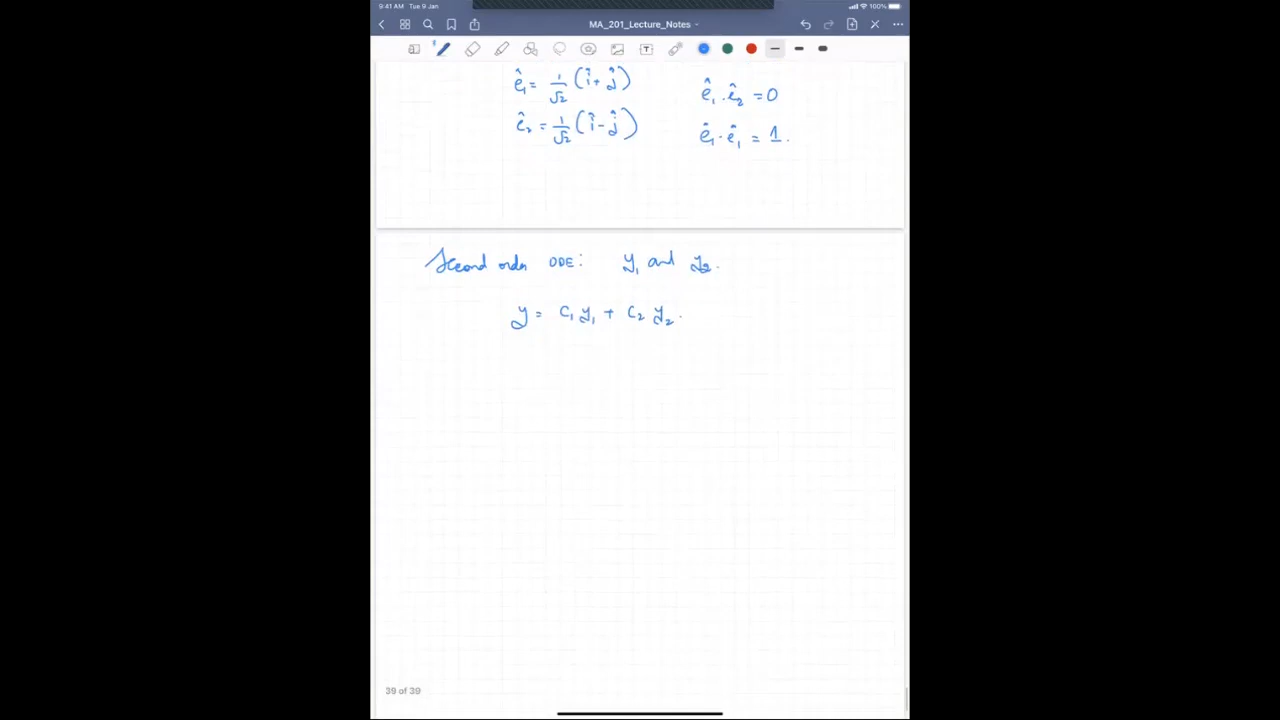 9:41 AM Tue 9 Jan 100%
MA_201_Lecture_Notes
ê₁ = 1/√2 (î + ĵ)
ê₁ · ê₂ = 0
ê₂ = 1/√2 (î - ĵ)
ê₁ · ê₁ = 1.
Second order ODE: y₁ and y₂.
y = C₁ y₁ + C₂ y₂.
39 of 39